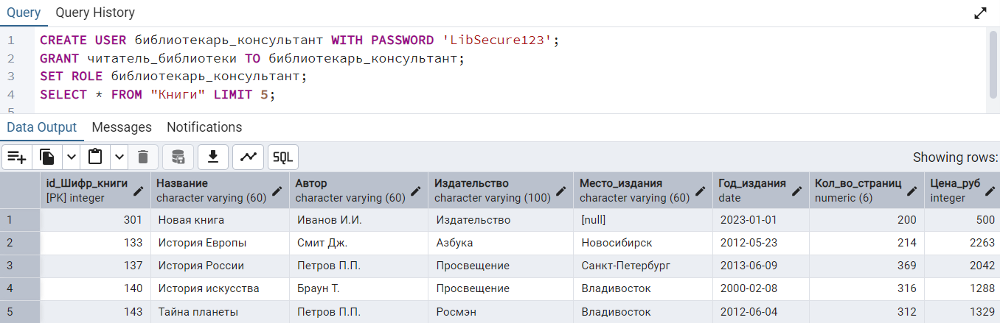 Query Query History
1 CREATE USER библиотекарь_консультант WITH PASSWORD 'LibSecure123';
2 GRANT читатель_библиотеки TO библиотекарь_консультант;
3 SET ROLE библиотекарь_консультант;
4 SELECT * FROM "Книги" LIMIT 5;
5
Data Output Messages Notifications
SQL Showing rows:
id_Шифр_книги Название Автор Издательство Место_издания Год_издания Кол_во_страниц Цена_руб
[PK] integer character varying (60) character varying (60) character varying (100) character varying (60) date numeric (6) integer
1 301 Новая книга Иванов И.И. Издательство [null] 2023-01-01 200 500
2 133 История Европы Смит Дж. Азбука Новосибирск 2012-05-23 214 2263
3 137 История России Петров П.П. Просвещение Санкт-Петербург 2013-06-09 369 2042
4 140 История искусства Браун Т. Просвещение Владивосток 2000-02-08 316 1288
5 143 Тайна планеты Петров П.П. Росмэн Владивосток 2012-06-04 312 1329